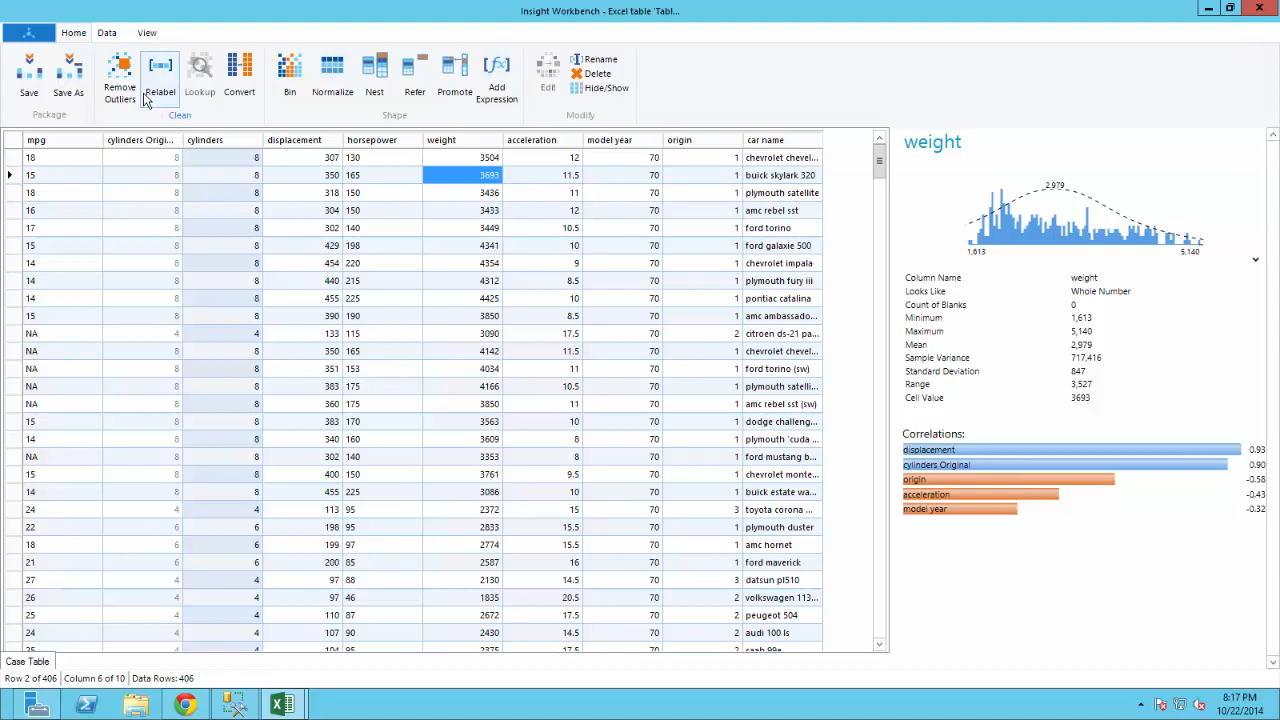 Insight Workbench - Excel table 'Tabl...
Home Data View
Save Save As Remove Outliers Relabel Lookup Convert Bin Normalize Nest Refer Promote Add Expression Edit Rename Delete Hide/Show
Package Clean Shape Modify
mpg cylinders Origi... cylinders displacement horsepower weight acceleration model year origin car name
18 8 8 307 130 3504 12 70 1 chevrolet chevel...
15 8 8 350 165 3693 11.5 70 1 buick skylark 320
18 8 8 318 150 3436 11 70 1 plymouth satellite
16 8 8 304 150 3433 12 70 1 amc rebel sst
17 8 8 302 140 3449 10.5 70 1 ford torino
15 8 8 429 198 4341 10 70 1 ford galaxie 500
14 8 8 454 220 4354 9 70 1 chevrolet impala
14 8 8 440 215 4312 8.5 70 1 plymouth fury iii
14 8 8 455 225 4425 10 70 1 pontiac catalina
15 8 8 390 190 3850 8.5 70 1 amc ambassado...
NA 4 4 133 115 3090 17.5 70 2 citroen ds-21 pa...
NA 8 8 350 165 4142 11.5 70 1 chevrolet chevel...
NA 8 8 351 153 4034 11 70 1 ford torino (sw)
NA 8 8 383 175 4166 10.5 70 1 plymouth satelli...
NA 8 8 360 175 3850 11 70 1 amc rebel sst (sw)
15 8 8 383 170 3563 10 70 1 dodge challeng...
14 8 8 340 160 3609 8 70 1 plymouth 'cuda ...
NA 8 8 302 140 3353 8 70 1 ford mustang b...
15 8 8 400 150 3761 9.5 70 1 chevrolet monte...
14 8 8 455 225 3086 10 70 1 buick estate wa...
24 4 4 113 95 2372 15 70 3 toyota corona ...
22 6 6 198 95 2833 15.5 70 1 plymouth duster
18 6 6 199 97 2774 15.5 70 1 amc hornet
21 6 6 200 85 2587 16 70 1 ford maverick
27 4 4 97 88 2130 14.5 70 3 datsun pl510
26 4 4 97 46 1835 20.5 70 2 volkswagen 113...
25 4 4 110 87 2672 17.5 70 2 peugeot 504
24 4 4 107 90 2430 14.5 70 2 audi 100 ls
25 4 4 104 95 2375 17.5 70 2 saab 99e
Case Table
Row 2 of 406 Column 6 of 10 Data Rows: 406
weight
2,979
1,613 5,140
Column Name weight
Looks Like Whole Number
Count of Blanks 0
Minimum 1,613
Maximum 5,140
Mean 2,979
Sample Variance 717,416
Standard Deviation 847
Range 3,527
Cell Value 3693
Correlations:
displacement 0.93
cylinders Original 0.90
origin -0.58
acceleration -0.43
model year -0.32
8:17 PM
10/22/2014